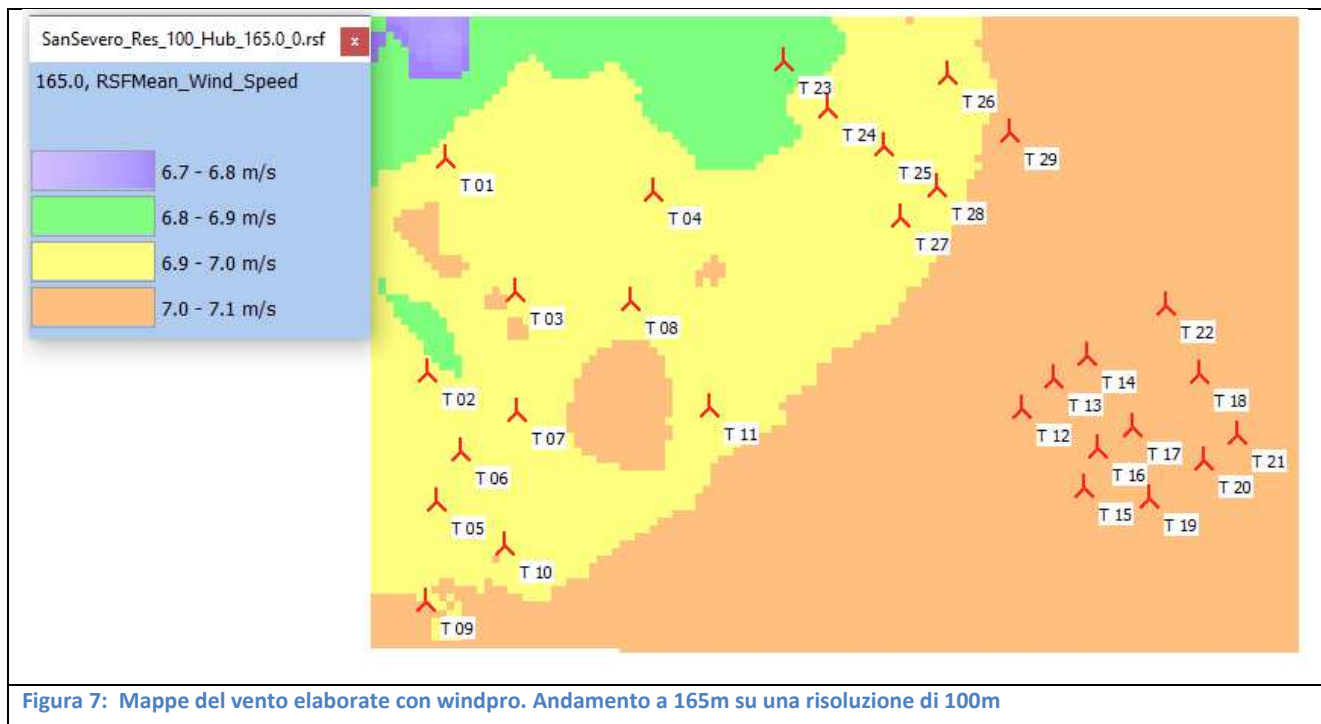 SanSevero_Res_100_Hub_165.0_0.rsf
x
165.0, RSFMean_Wind_Speed
6.7 - 6.8 m/s
6.8 - 6.9 m/s
6.9 - 7.0 m/s
7.0 - 7.1 m/s
T 23
T 26
T 24
T 29
T 25
T 01
T 28
T 04
T 27
T 03
T 08
T 22
T 14
T 02
T 13
T 18
T 07
T 11
T 12
T 17
T 21
T 06
T 16
T 20
T 05
T 15
T 19
T 10
T 09
Figura 7: Mappe del vento elaborate con windpro. Andamento a 165m su una risoluzione di 100m